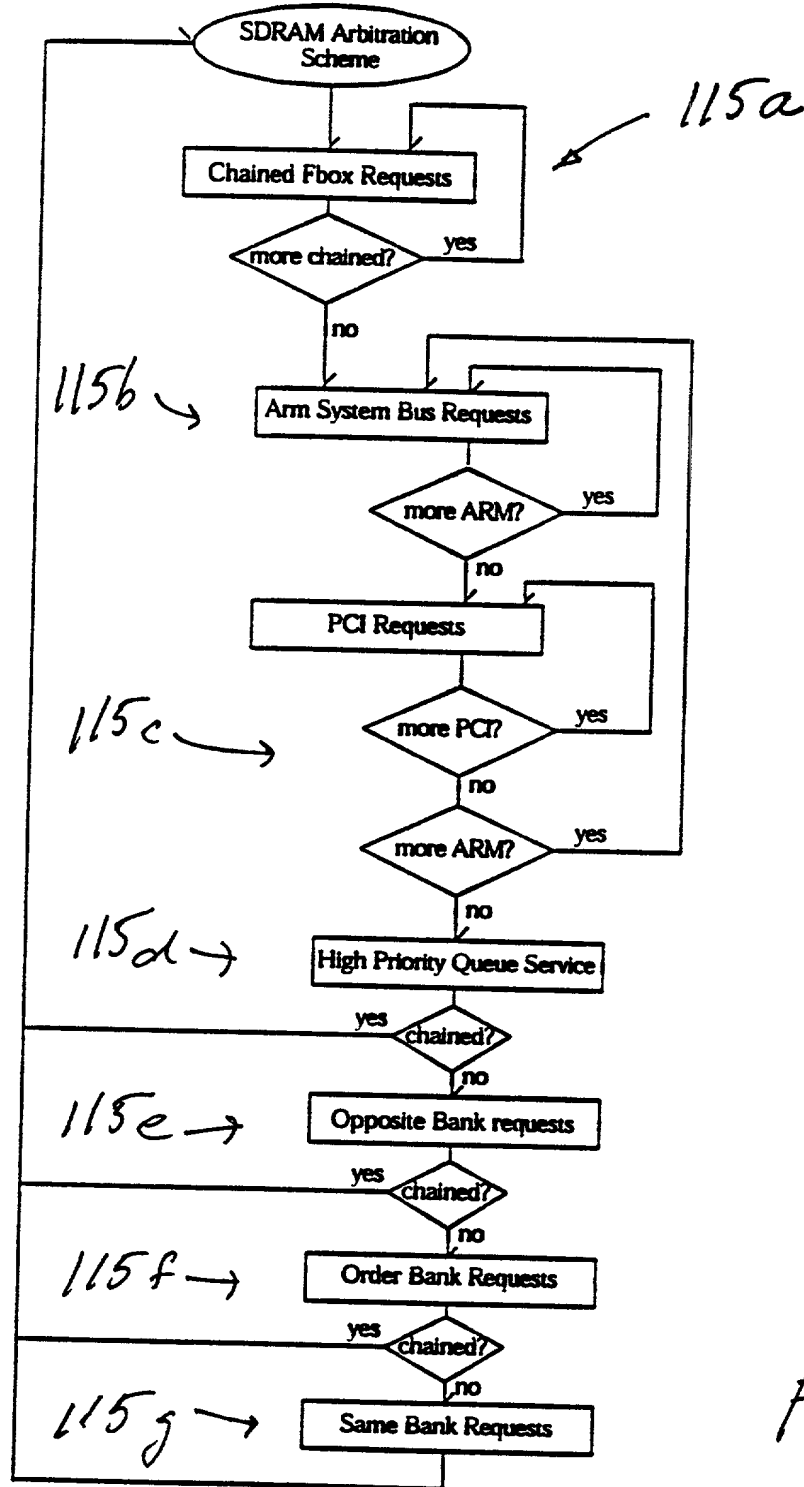 SDRAM Arbitration
Scheme
115a
Chained Fbox Requests
more chained?
yes
no
115b
Arm System Bus Requests
more ARM?
yes
no
PCI Requests
115c
more PCI?
yes
no
more ARM?
yes
no
115d
High Priority Queue Service
yes
chained?
no
115e
Opposite Bank requests
yes
chained?
no
115f
Order Bank Requests
yes
chained?
no
115g
Same Bank Requests